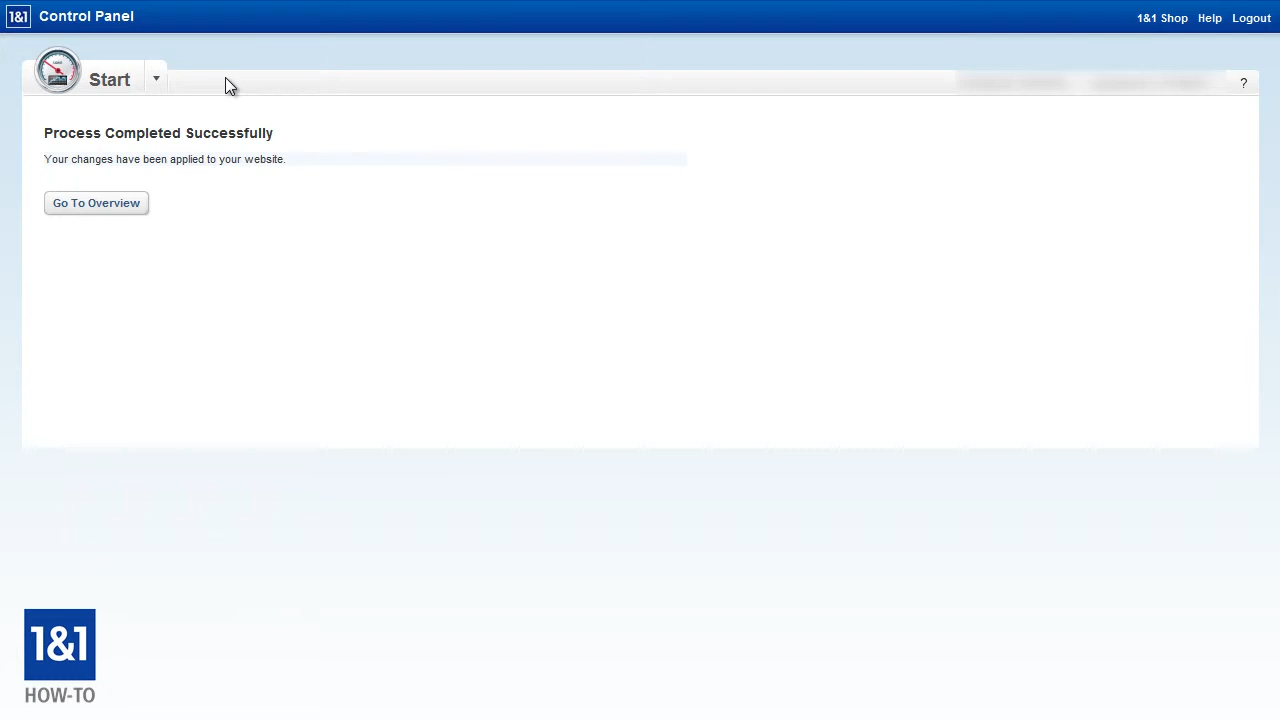 1&1 Control Panel
1&1 Shop Help Logout
Start
?
Process Completed Successfully
Your changes have been applied to your website.
Go To Overview
1&1
HOW-TO